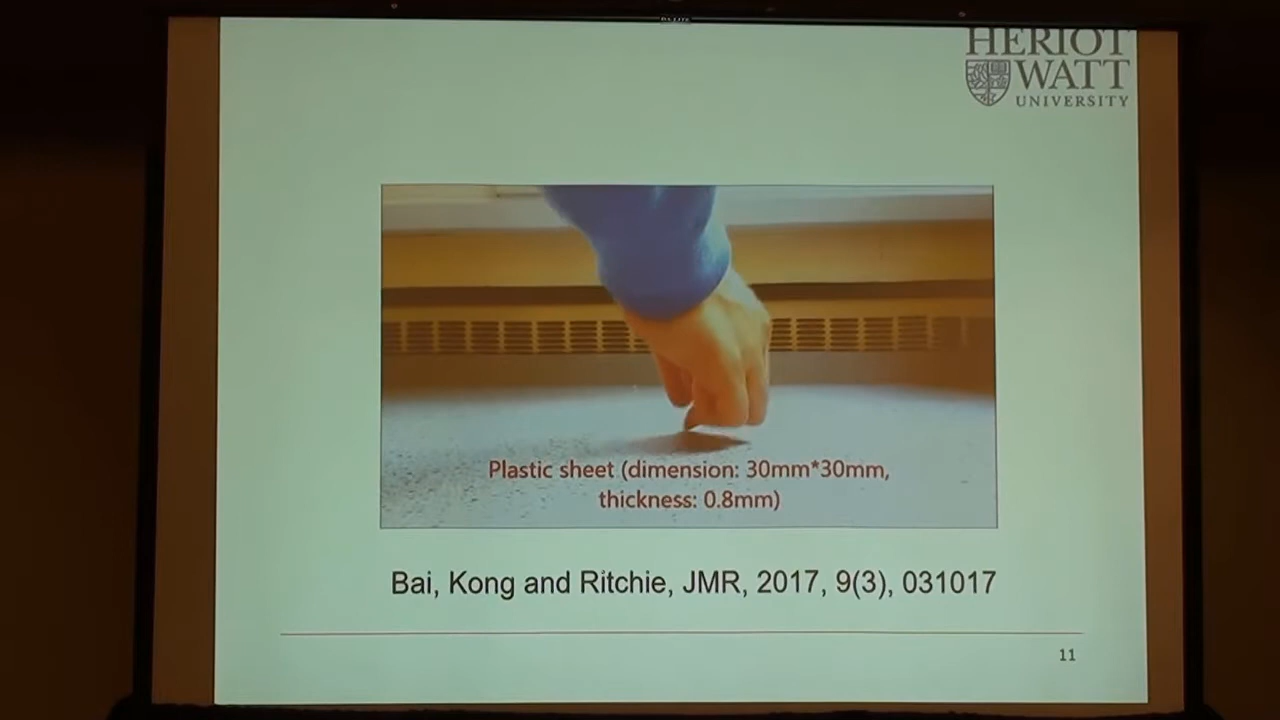 HERIOT
WATT
UNIVERSITY
Plastic sheet (dimension: 30mm*30mm,
thickness: 0.8mm)
Bai, Kong and Ritchie, JMR, 2017, 9(3), 031017
11